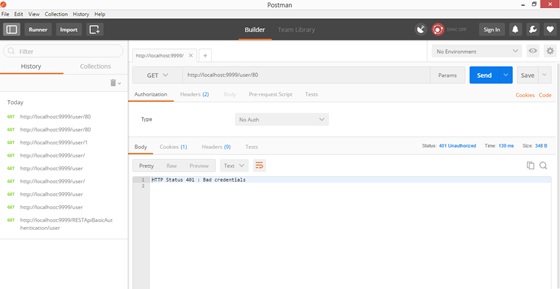 Postman
File Edit View Collection History Help
Runner Import Builder Team Library SYNC OFF Sign In
Filter
History Collections
Today
GET http://localhost:9999/user/80
GET http://localhost:9999/user/80
GET http://localhost:9999/user/1
GET http://localhost:9999/user/
GET http://localhost:9999/user
GET http://localhost:9999/user/
GET http://localhost:9999/user
GET http://localhost:9999/user
GET http://localhost:9999/RESTApiBasicAut
hentication/user
http://localhost:9999/ No Environment
GET http://localhost:9999/user/80 Params Send Save
Authorization Headers (2) Body Pre-request Script Tests Cookies Code
Type No Auth
Body Cookies (1) Headers (9) Tests Status: 401 Unauthorized Time: 139 ms Size: 348 B
Pretty Raw Preview Text
1 HTTP Status 401 : Bad credentials
2